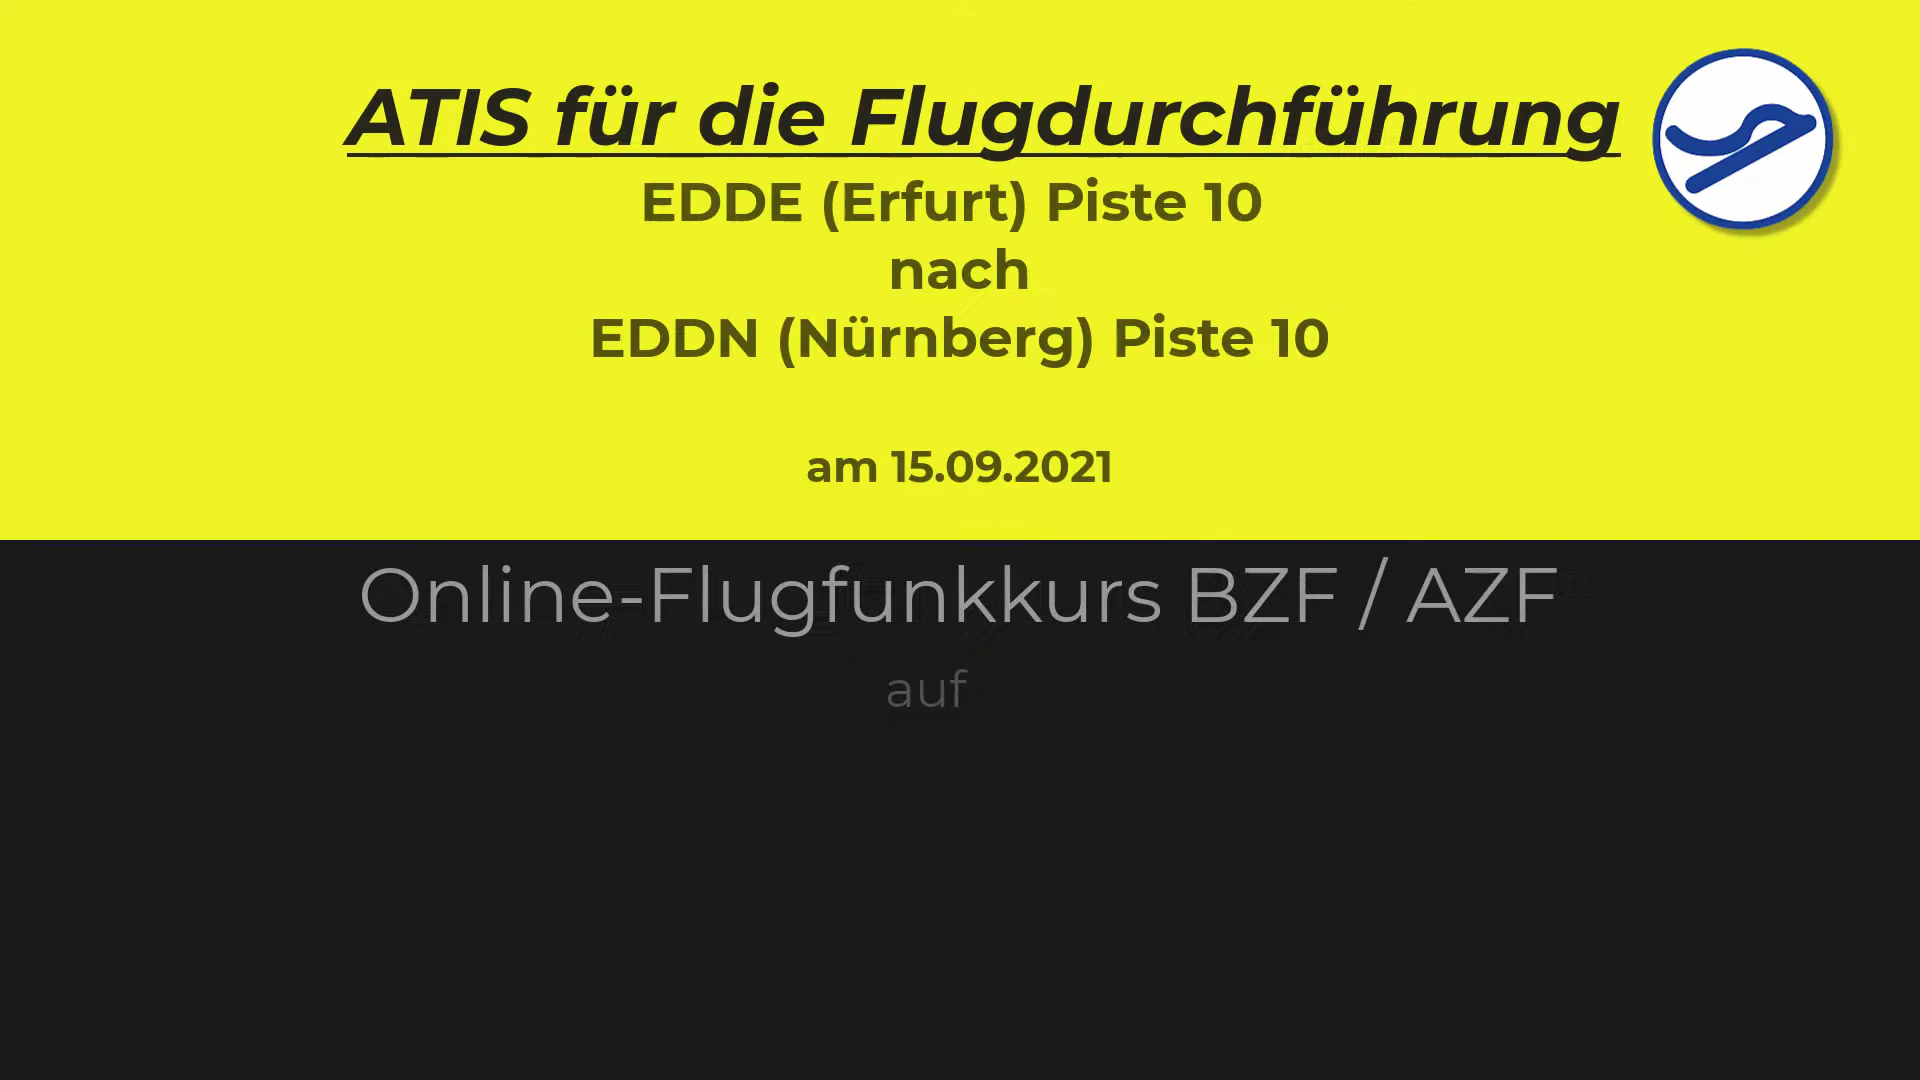 ATIS für die Flugdurchführung
EDDE (Erfurt) Piste 10
nach
EDDN (Nürnberg) Piste 10
am 15.09.2021
Online-Flugfunkkurs BZF / AZF
auf